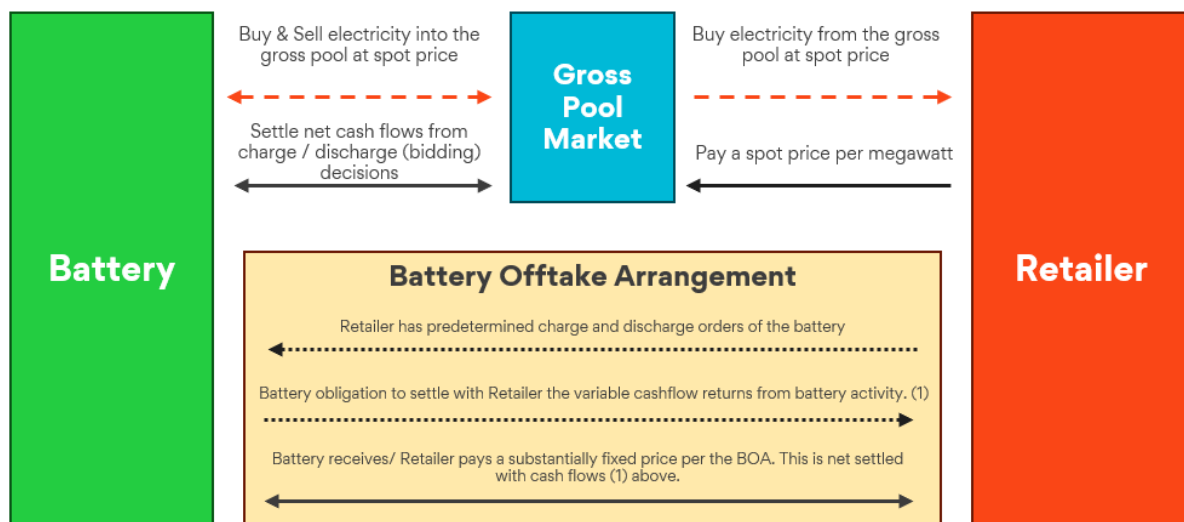 Buy & Sell electricity into the
gross pool at spot price
Settle net cash flows from
charge / discharge (bidding)
decisions
Gross
Pool
Market
Buy electricity from the gross
pool at spot price
Pay a spot price per megawatt
Battery
Retailer
Battery Offtake Arrangement
Retailer has predetermined charge and discharge orders of the battery
Battery obligation to settle with Retailer the variable cashflow returns from battery activity. (1)
Battery receives/ Retailer pays a substantially fixed price per the BOA. This is net settled
with cash flows (1) above.